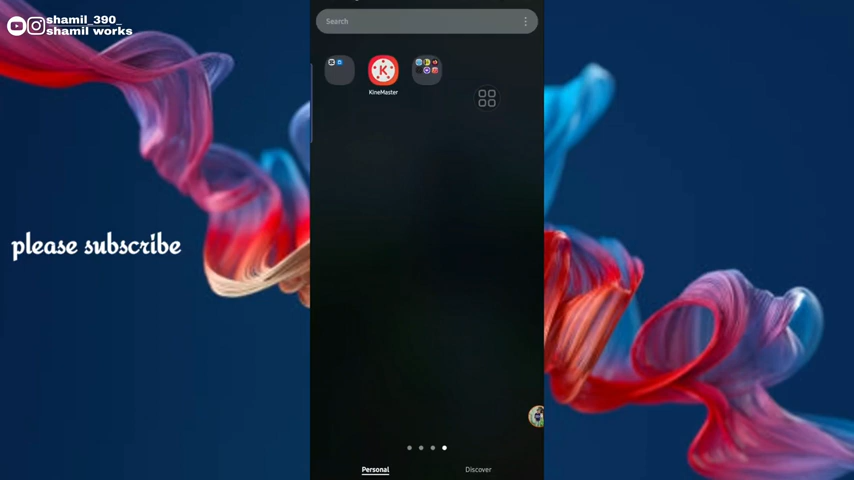 shamil_390_
shamil works
Search
KineMaster
please subscribe
Personal
Discover